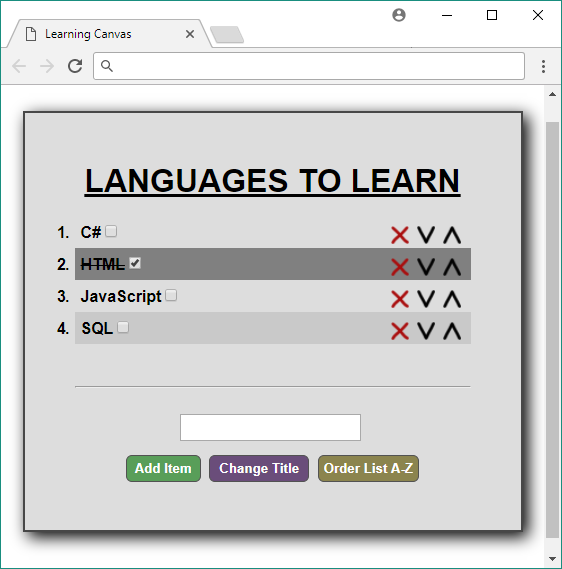 Learning Canvas
LANGUAGES TO LEARN
1. C#
2. HTML
3. JavaScript
4. SQL
Add Item Change Title Order List A-Z